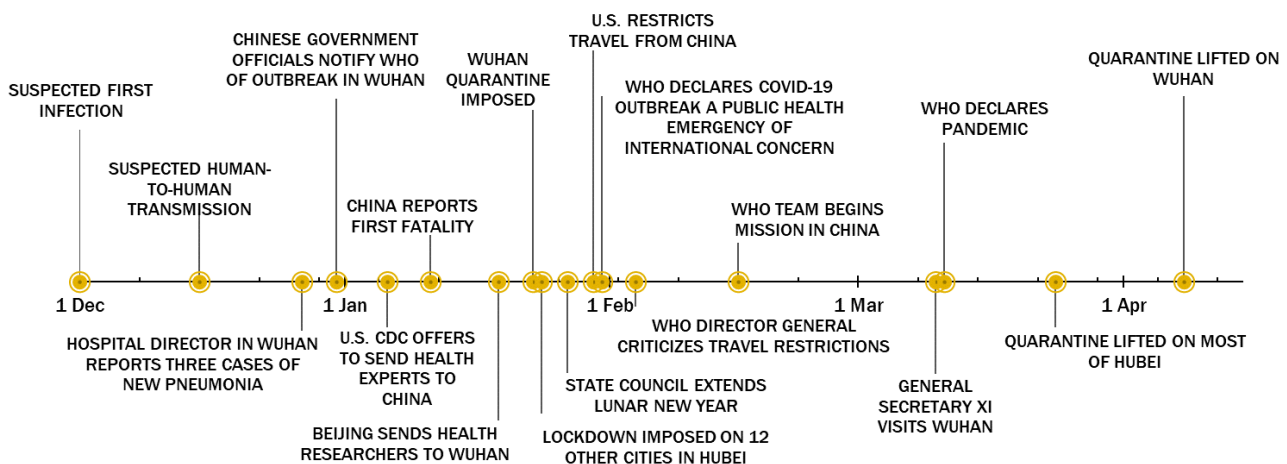 SUSPECTED FIRST
INFECTION
SUSPECTED HUMAN-
TO-HUMAN
TRANSMISSION
CHINESE GOVERNMENT
OFFICIALS NOTIFY WHO
OF OUTBREAK IN WUHAN
CHINA REPORTS
FIRST FATALITY
WUHAN
QUARANTINE
IMPOSED
U.S. RESTRICTS
TRAVEL FROM CHINA
WHO DECLARES COVID-19
OUTBREAK A PUBLIC HEALTH
EMERGENCY OF
INTERNATIONAL CONCERN
WHO TEAM BEGINS
MISSION IN CHINA
WHO DECLARES
PANDEMIC
QUARANTINE LIFTED ON
WUHAN
1 Dec
1 Jan
1 Feb
1 Mar
1 Apr
HOSPITAL DIRECTOR IN WUHAN
REPORTS THREE CASES OF
NEW PNEUMONIA
U.S. CDC OFFERS
TO SEND HEALTH
EXPERTS TO
CHINA
BEIJING SENDS HEALTH
RESEARCHERS TO WUHAN
LOCKDOWN IMPOSED ON 12
OTHER CITIES IN HUBEI
STATE COUNCIL EXTENDS
LUNAR NEW YEAR
WHO DIRECTOR GENERAL
CRITICIZES TRAVEL RESTRICTIONS
GENERAL
SECRETARY XI
VISITS WUHAN
QUARANTINE LIFTED ON MOST
OF HUBEI